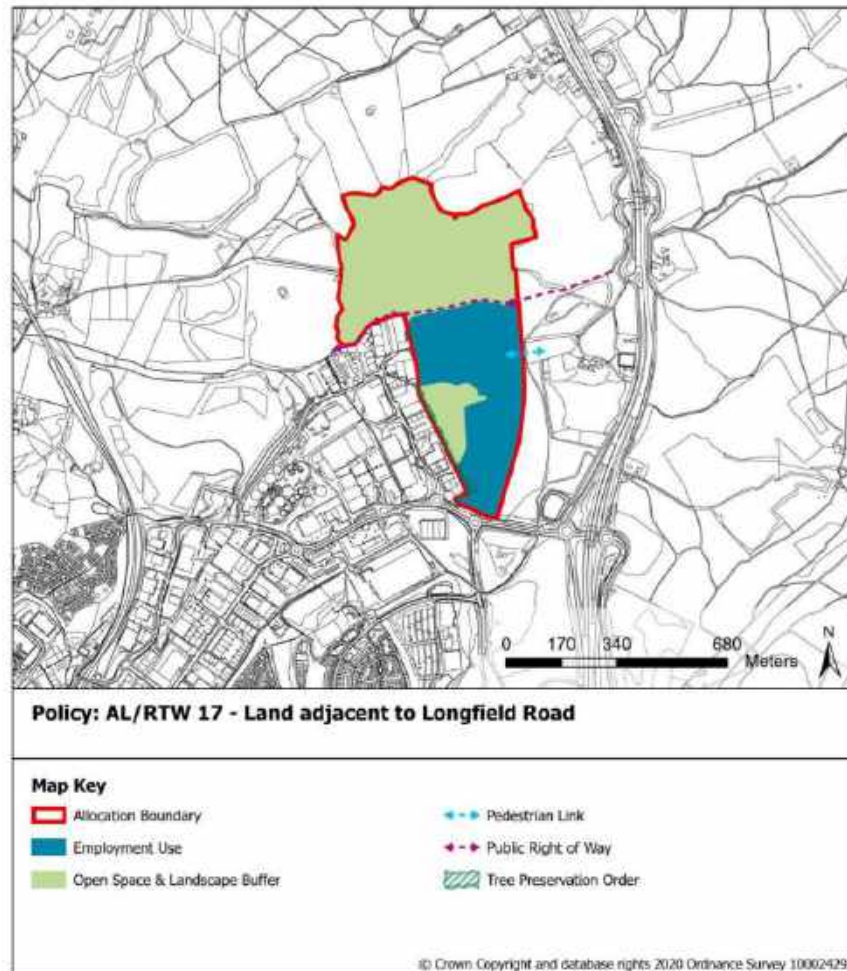 N
0 170 340 680
Meters
Policy: AL/RTW 17 - Land adjacent to Longfield Road
Map Key
Allocation Boundary
Employment Use
Open Space & Landscape Buffer
Pedestrian Link
Public Right of Way
Tree Preservation Order
© Crown Copyright and database rights 2020 Ordnance Survey 10002429